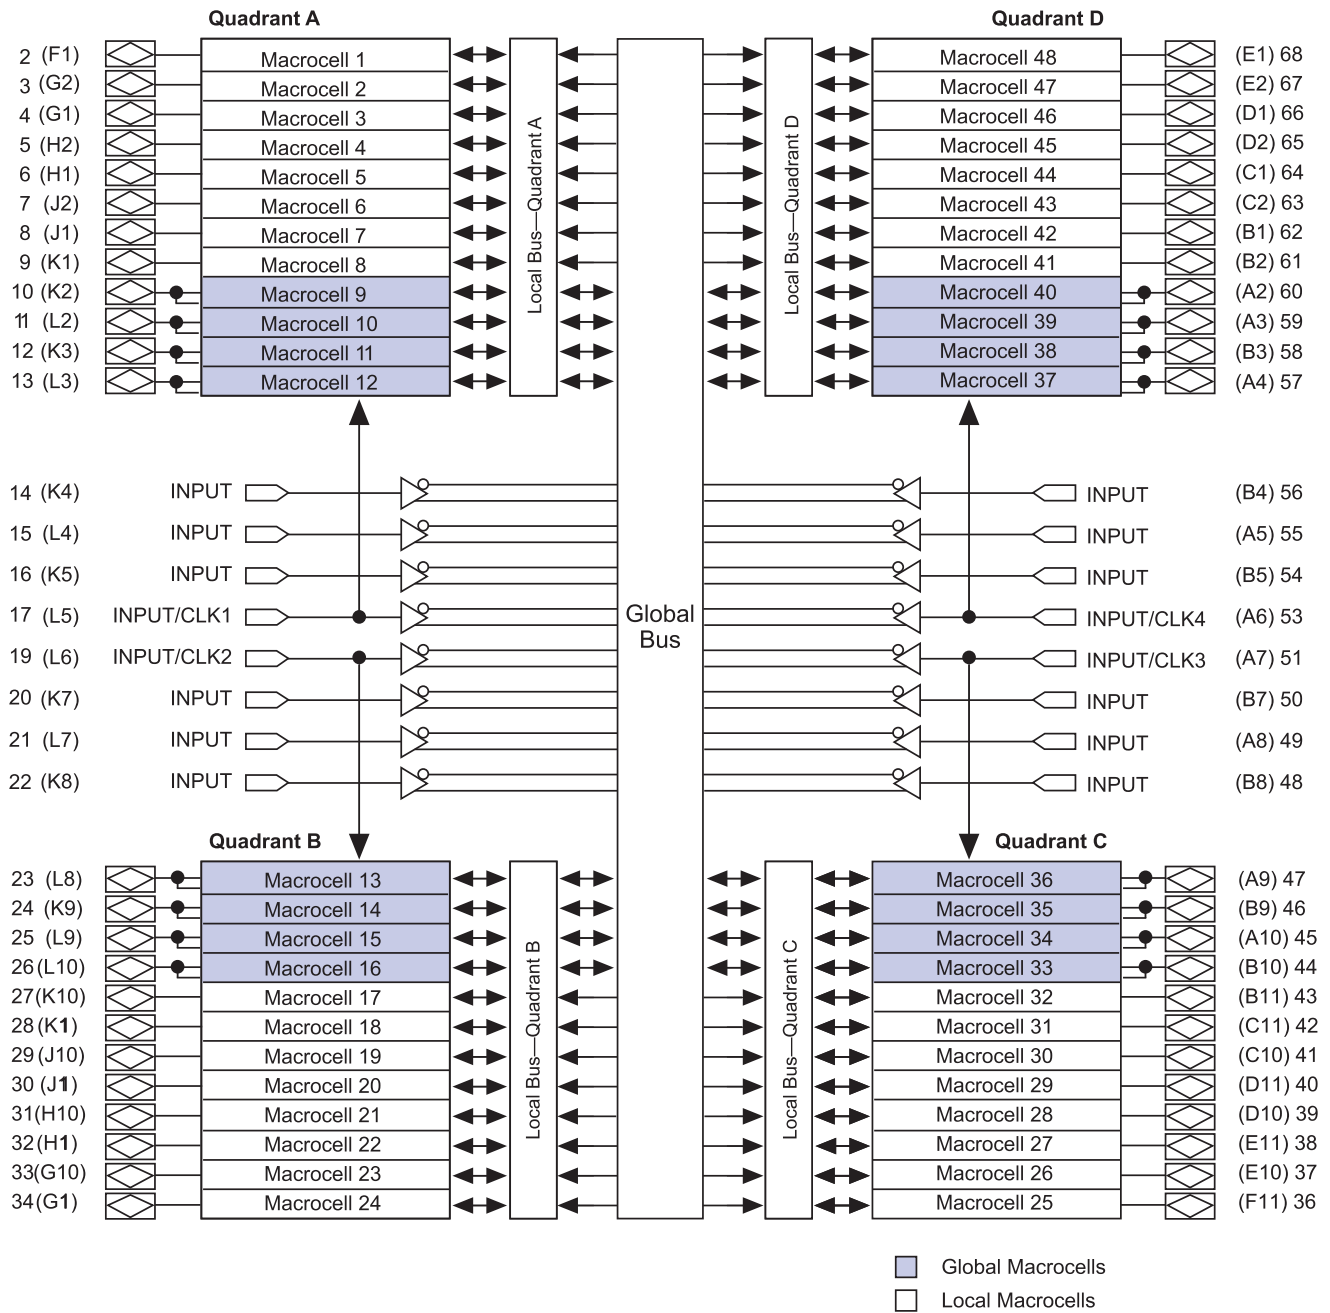 Quadrant A
Quadrant D
2 (F1) Macrocell 1 Macrocell 48 (E1) 68
3 (G2) Macrocell 2 Macrocell 47 (E2) 67
4 (G1) Macrocell 3 Macrocell 46 (D1) 66
5 (H2) Macrocell 4 Macrocell 45 (D2) 65
6 (H1) Macrocell 5 Macrocell 44 (C1) 64
7 (J2) Macrocell 6 Macrocell 43 (C2) 63
8 (J1) Macrocell 7 Macrocell 42 (B1) 62
9 (K1) Macrocell 8 Macrocell 41 (B2) 61
10 (K2) Macrocell 9 Macrocell 40 (A2) 60
11 (L2) Macrocell 10 Macrocell 39 (A3) 59
12 (K3) Macrocell 11 Macrocell 38 (B3) 58
13 (L3) Macrocell 12 Macrocell 37 (A4) 57
Local Bus—Quadrant A
Local Bus—Quadrant D
14 (K4) INPUT INPUT (B4) 56
15 (L4) INPUT INPUT (A5) 55
16 (K5) INPUT INPUT (B5) 54
17 (L5) INPUT/CLK1 INPUT/CLK4 (A6) 53
Global
Bus
19 (L6) INPUT/CLK2 INPUT/CLK3 (A7) 51
20 (K7) INPUT INPUT (B7) 50
21 (L7) INPUT INPUT (A8) 49
22 (K8) INPUT INPUT (B8) 48
Quadrant B
Quadrant C
23 (L8) Macrocell 13 Macrocell 36 (A9) 47
24 (K9) Macrocell 14 Macrocell 35 (B9) 46
25 (L9) Macrocell 15 Macrocell 34 (A10) 45
26 (L10) Macrocell 16 Macrocell 33 (B10) 44
27 (K10) Macrocell 17 Macrocell 32 (B11) 43
28 (K1) Macrocell 18 Macrocell 31 (C11) 42
29 (J10) Macrocell 19 Macrocell 30 (C10) 41
30 (J1) Macrocell 20 Macrocell 29 (D11) 40
31 (H10) Macrocell 21 Macrocell 28 (D10) 39
32 (H1) Macrocell 22 Macrocell 27 (E11) 38
33 (G10) Macrocell 23 Macrocell 26 (E10) 37
34 (G1) Macrocell 24 Macrocell 25 (F11) 36
Local Bus—Quadrant B
Local Bus—Quadrant C
Global Macrocells
Local Macrocells